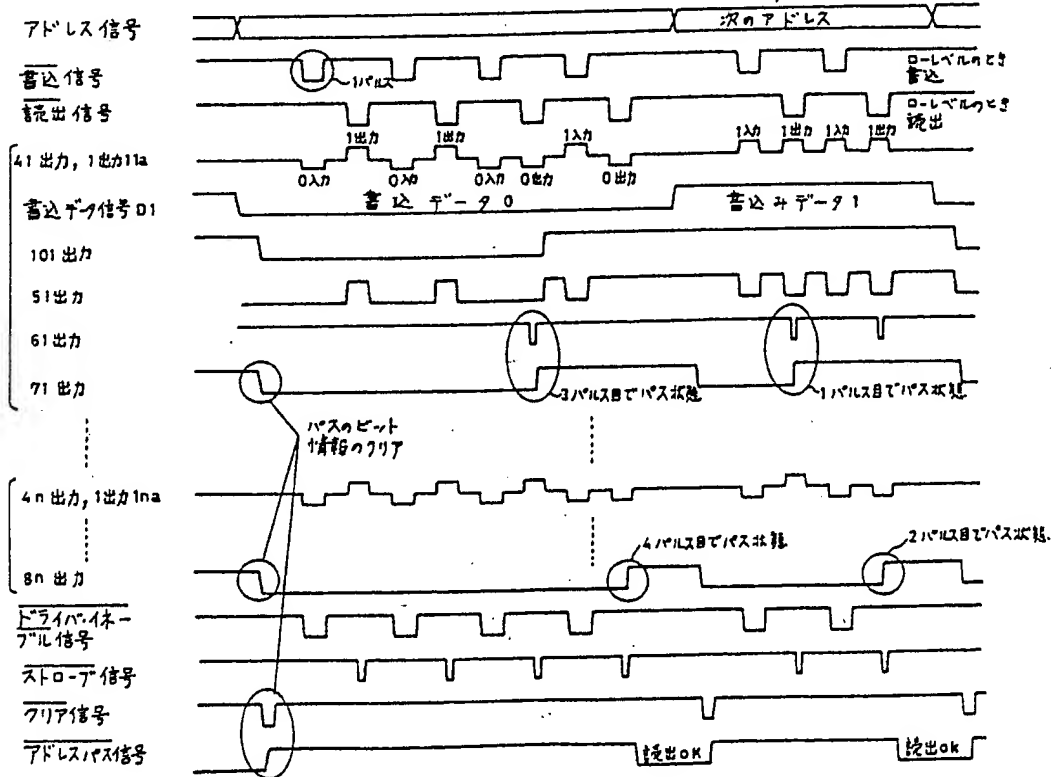 アドレス信号
次のアドレス
書込信号
1パルス
ローレベルのとき
書込
読出信号
ローレベルのとき
読出
1出力
1出力
1入力
1入力
1出力
1入力
1出力
41出力, 1出力11a
0入力
0入力
0入力
0出力
0出力
書込データ信号D1
書込データ0
書込みデータ1
101出力
51出力
61出力
71出力
3パルス目でパス状態
1パルス目でパス状態
パスのビット
情報のクリア
4n出力, 1出力1na
4パルス目でパス状態
2パルス目でパス状態
8n出力
ドライバ・イネー
ブル信号
ストローブ信号
クリア信号
アドレスパス信号
読出OK
読出OK